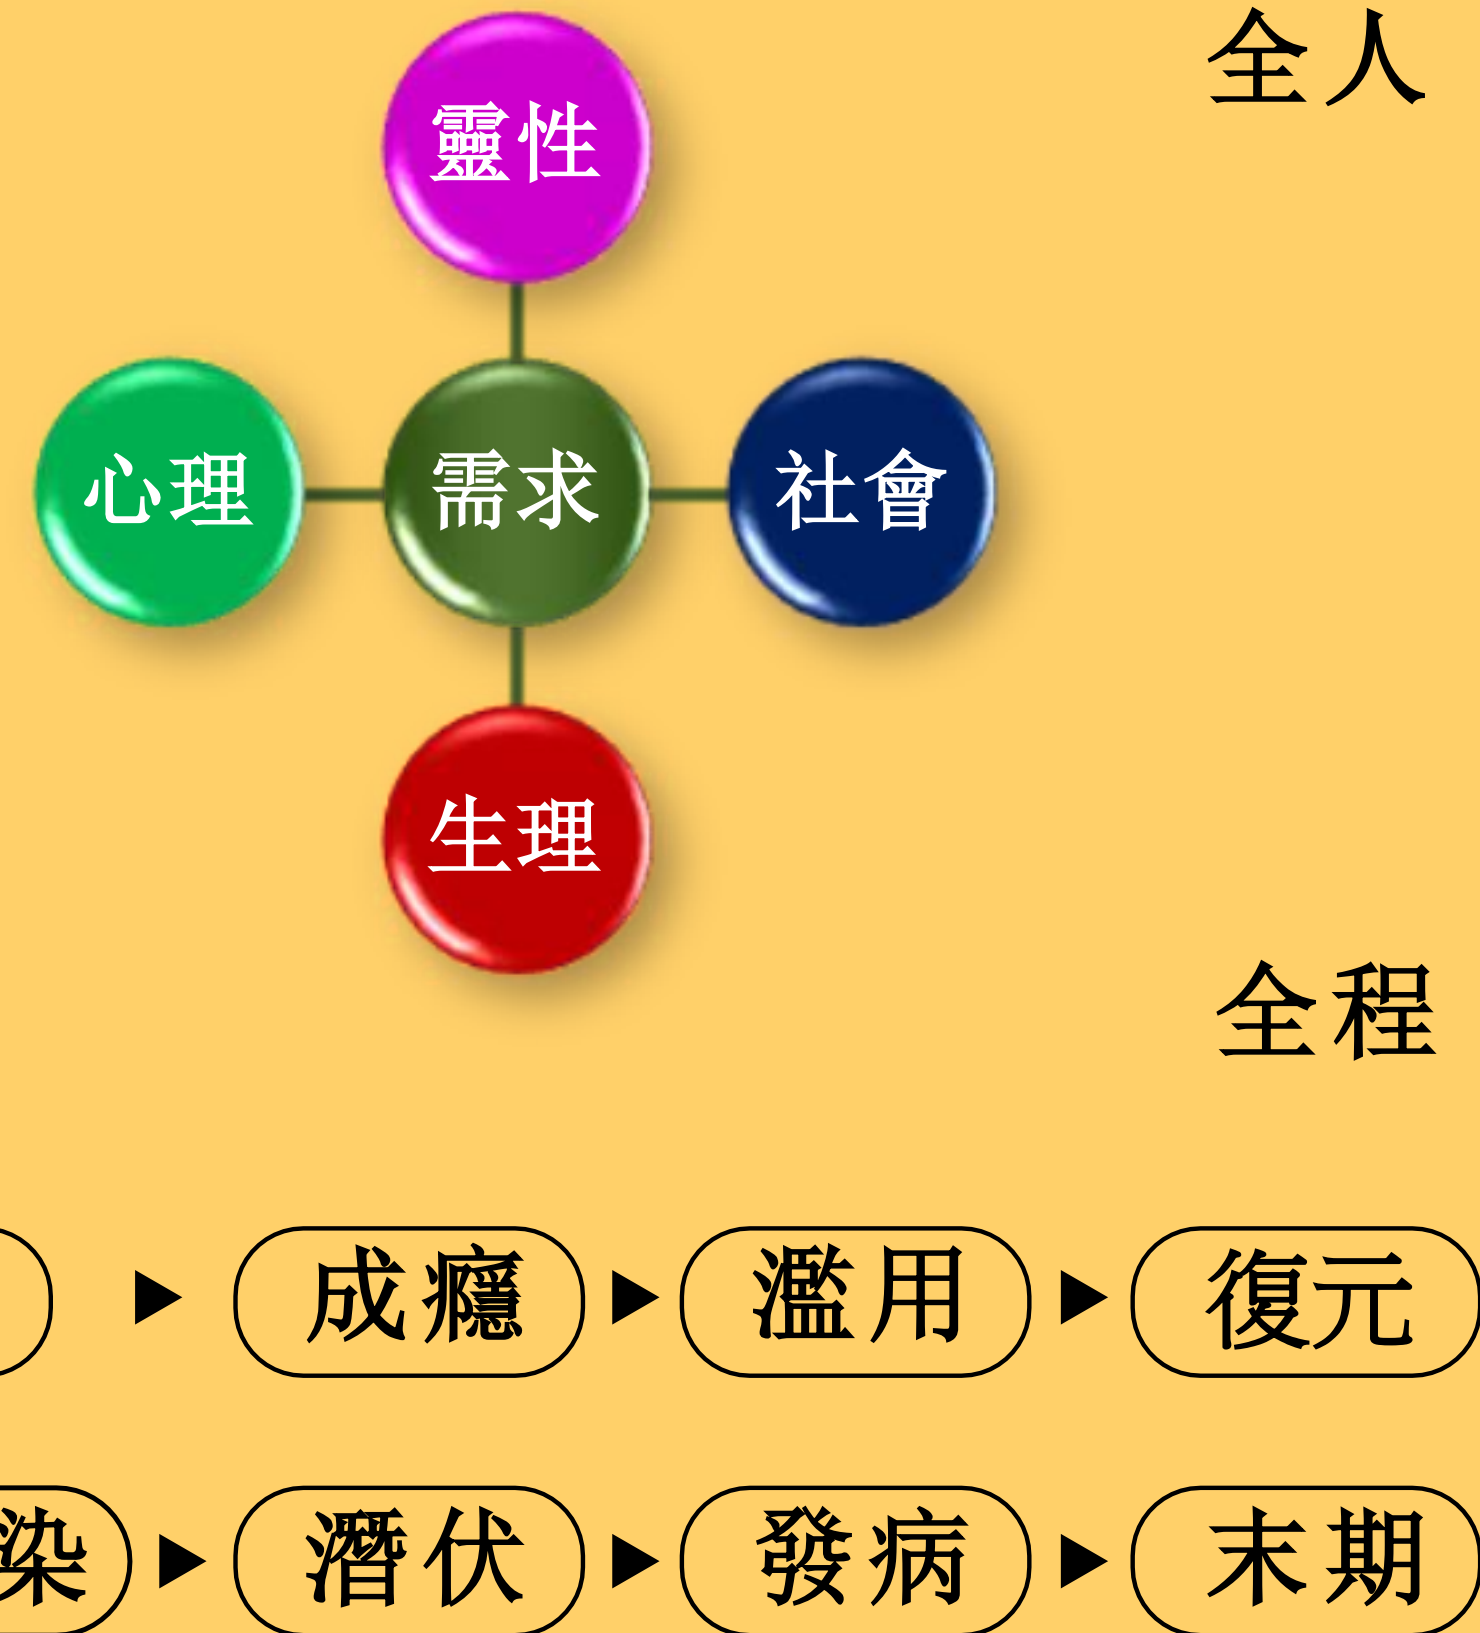 全人
靈性
心理 需求 社會
生理
全程
成癮 濫用 復元
染 潛伏 發病 末期